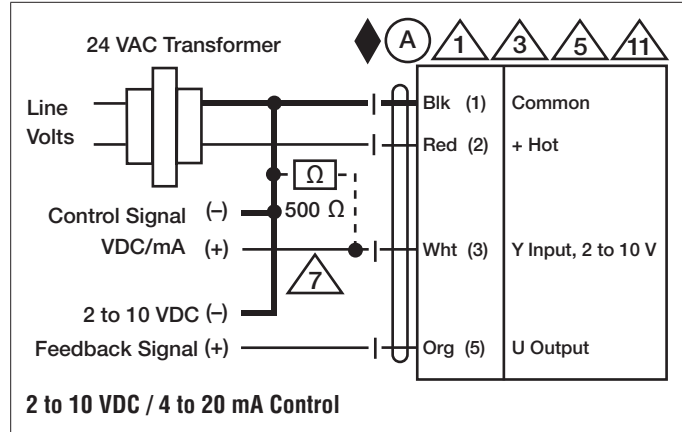 24 VAC Transformer
A 1 3 5 11
Line
Volts
Blk (1) Common
Red (2) + Hot
Ω
500 Ω
Control Signal (–)
VDC/mA (+)
Wht (3) Y Input, 2 to 10 V
7
2 to 10 VDC (–)
Feedback Signal (+)
Org (5) U Output
2 to 10 VDC / 4 to 20 mA Control